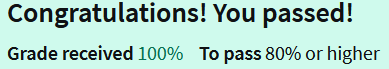 Congratulations! You passed!
Grade received 100% To pass 80% or higher